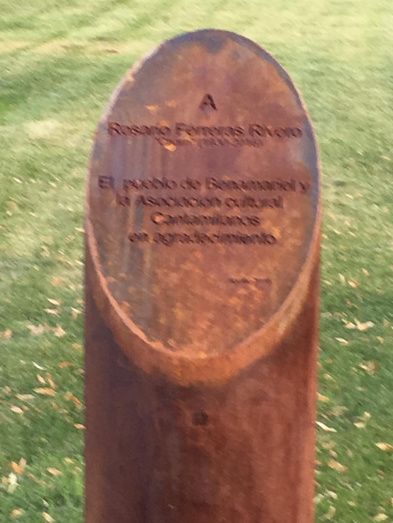 A
Rosario Ferreras Rivero
El pueblo de Benamariel y
la Asociación cultural
Cantamilanos
en agradecimiento